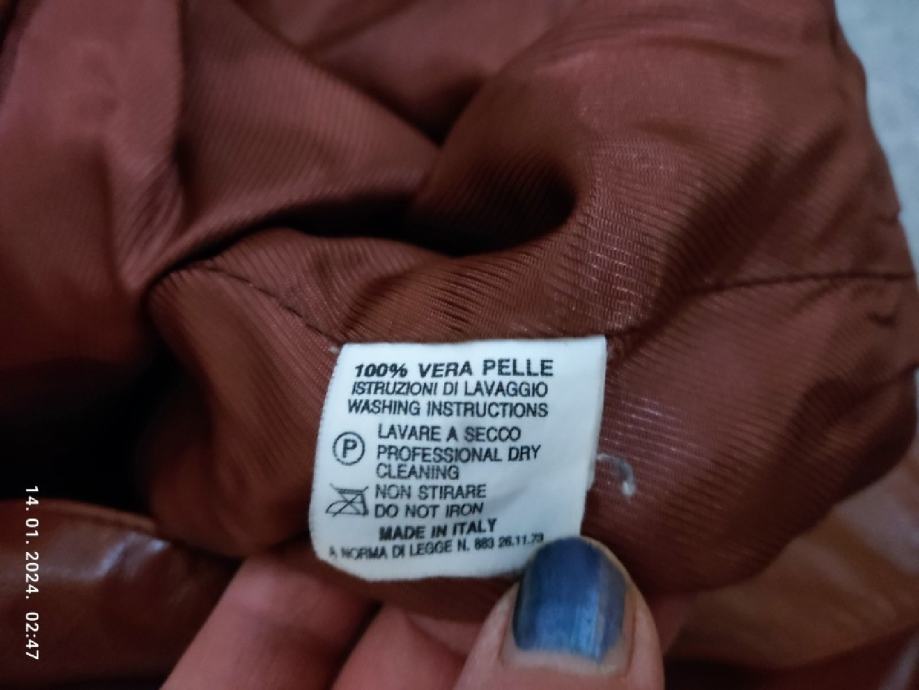 100% VERA PELLE
ISTRUZIONI DI LAVAGGIO
WASHING INSTRUCTIONS
P
LAVARE A SECCO
PROFESSIONAL DRY
CLEANING
NON STIRARE
DO NOT IRON
MADE IN ITALY
A NORMA DI LEGGE N. 883 26.11.73
14. 01. 2024. 02:47